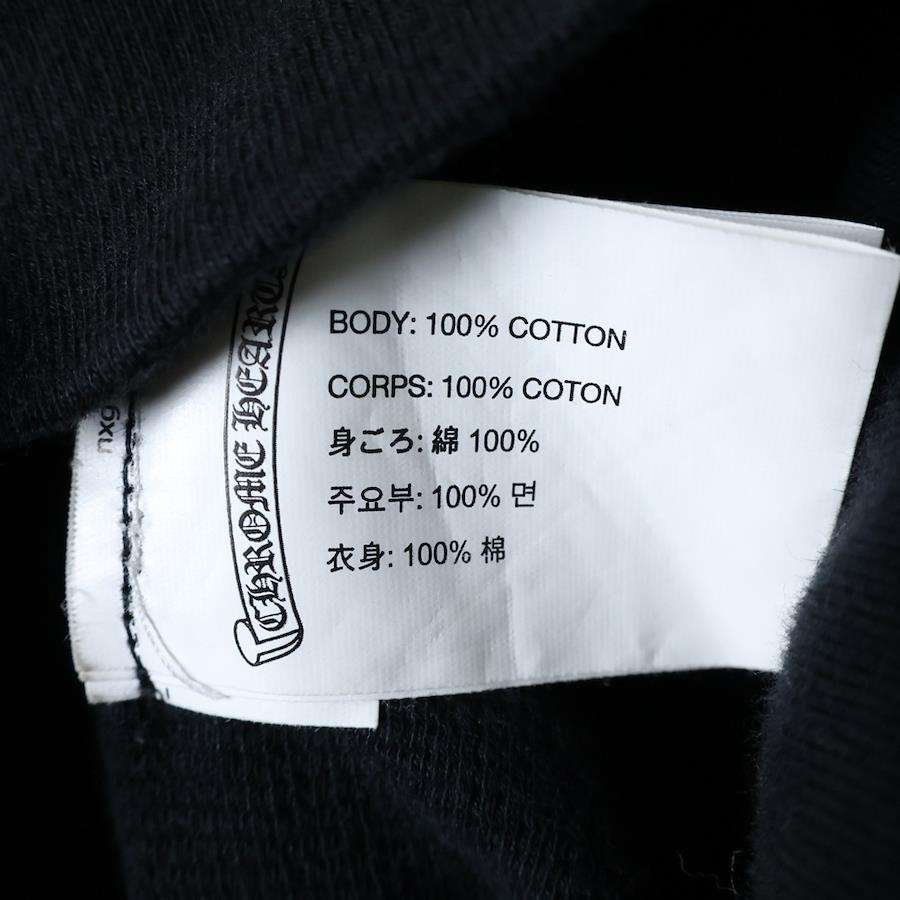 CHROME HEARTS
BODY: 100% COTTON
CORPS: 100% COTON
身ごろ: 綿 100%
주요부: 100% 면
衣身: 100% 棉